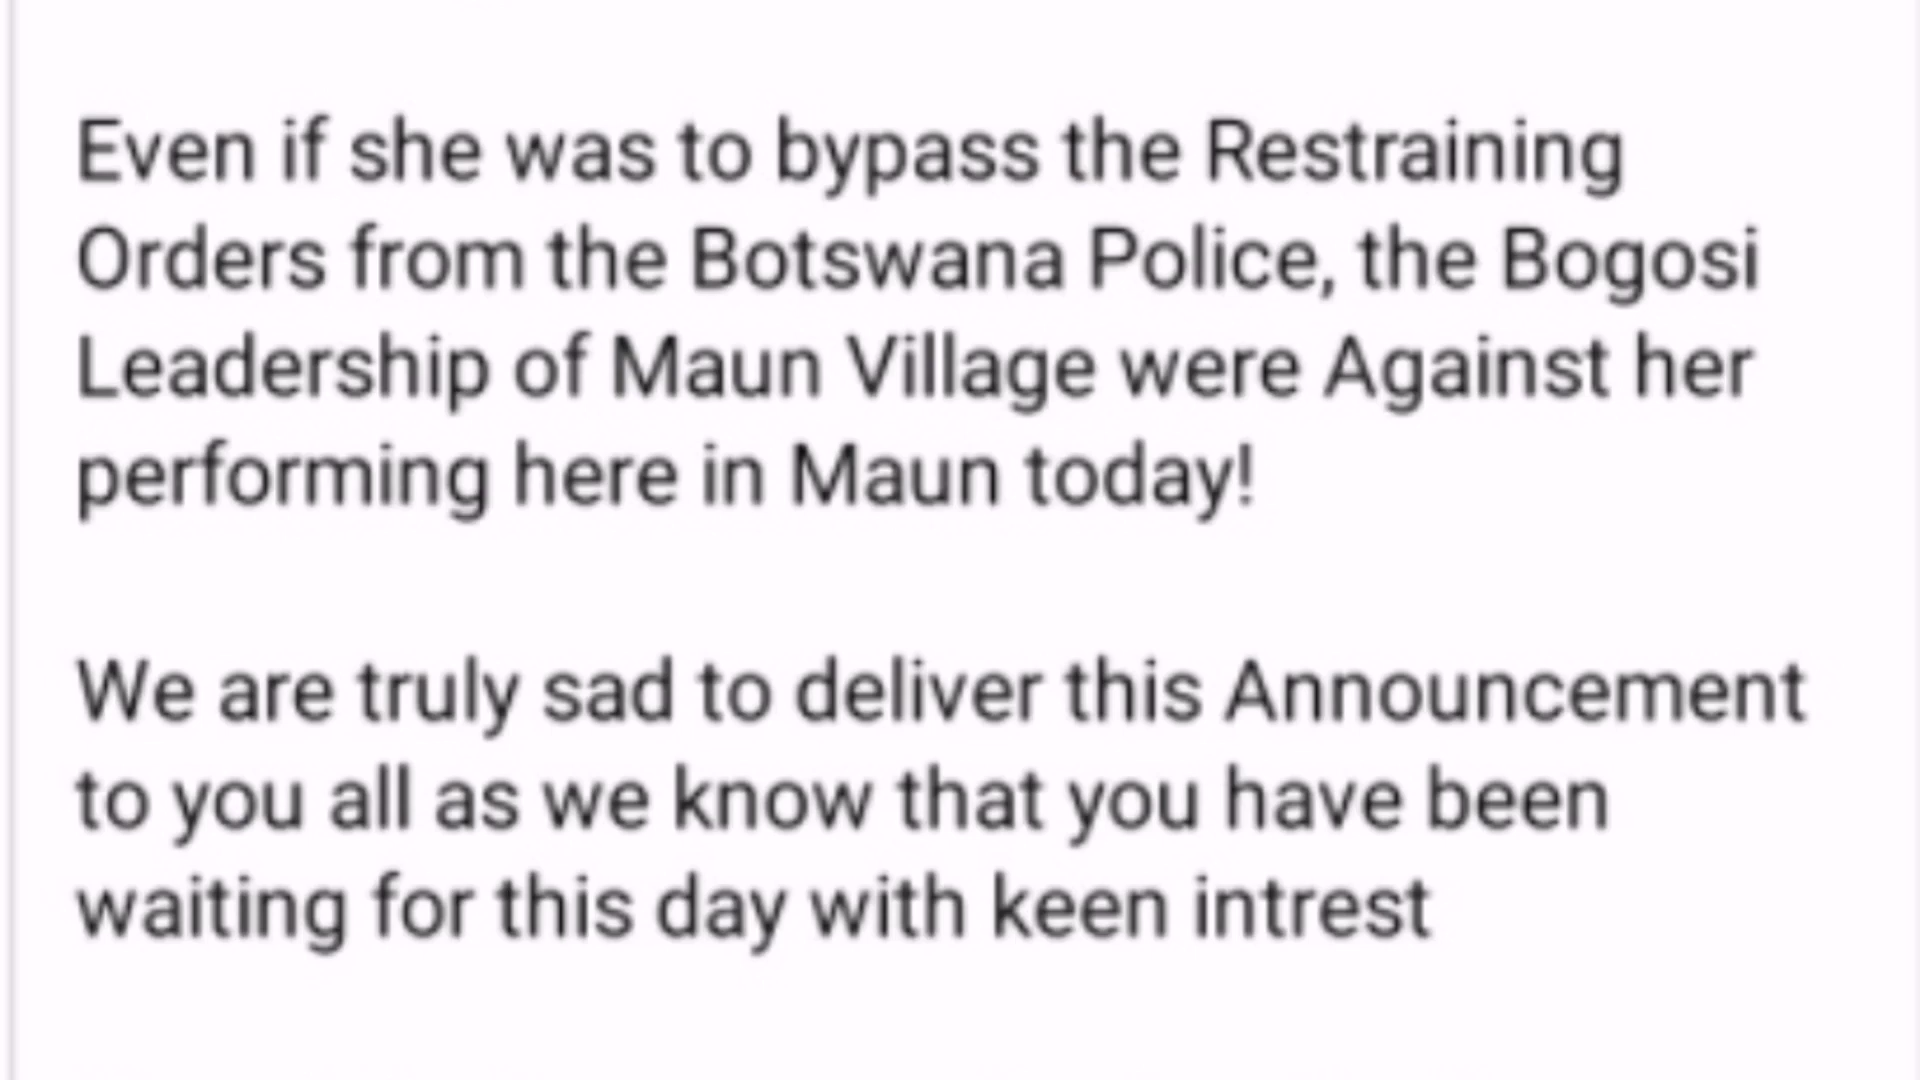 Even if she was to bypass the Restraining
Orders from the Botswana Police, the Bogosi
Leadership of Maun Village were Against her
performing here in Maun today!
We are truly sad to deliver this Announcement
to you all as we know that you have been
waiting for this day with keen intrest